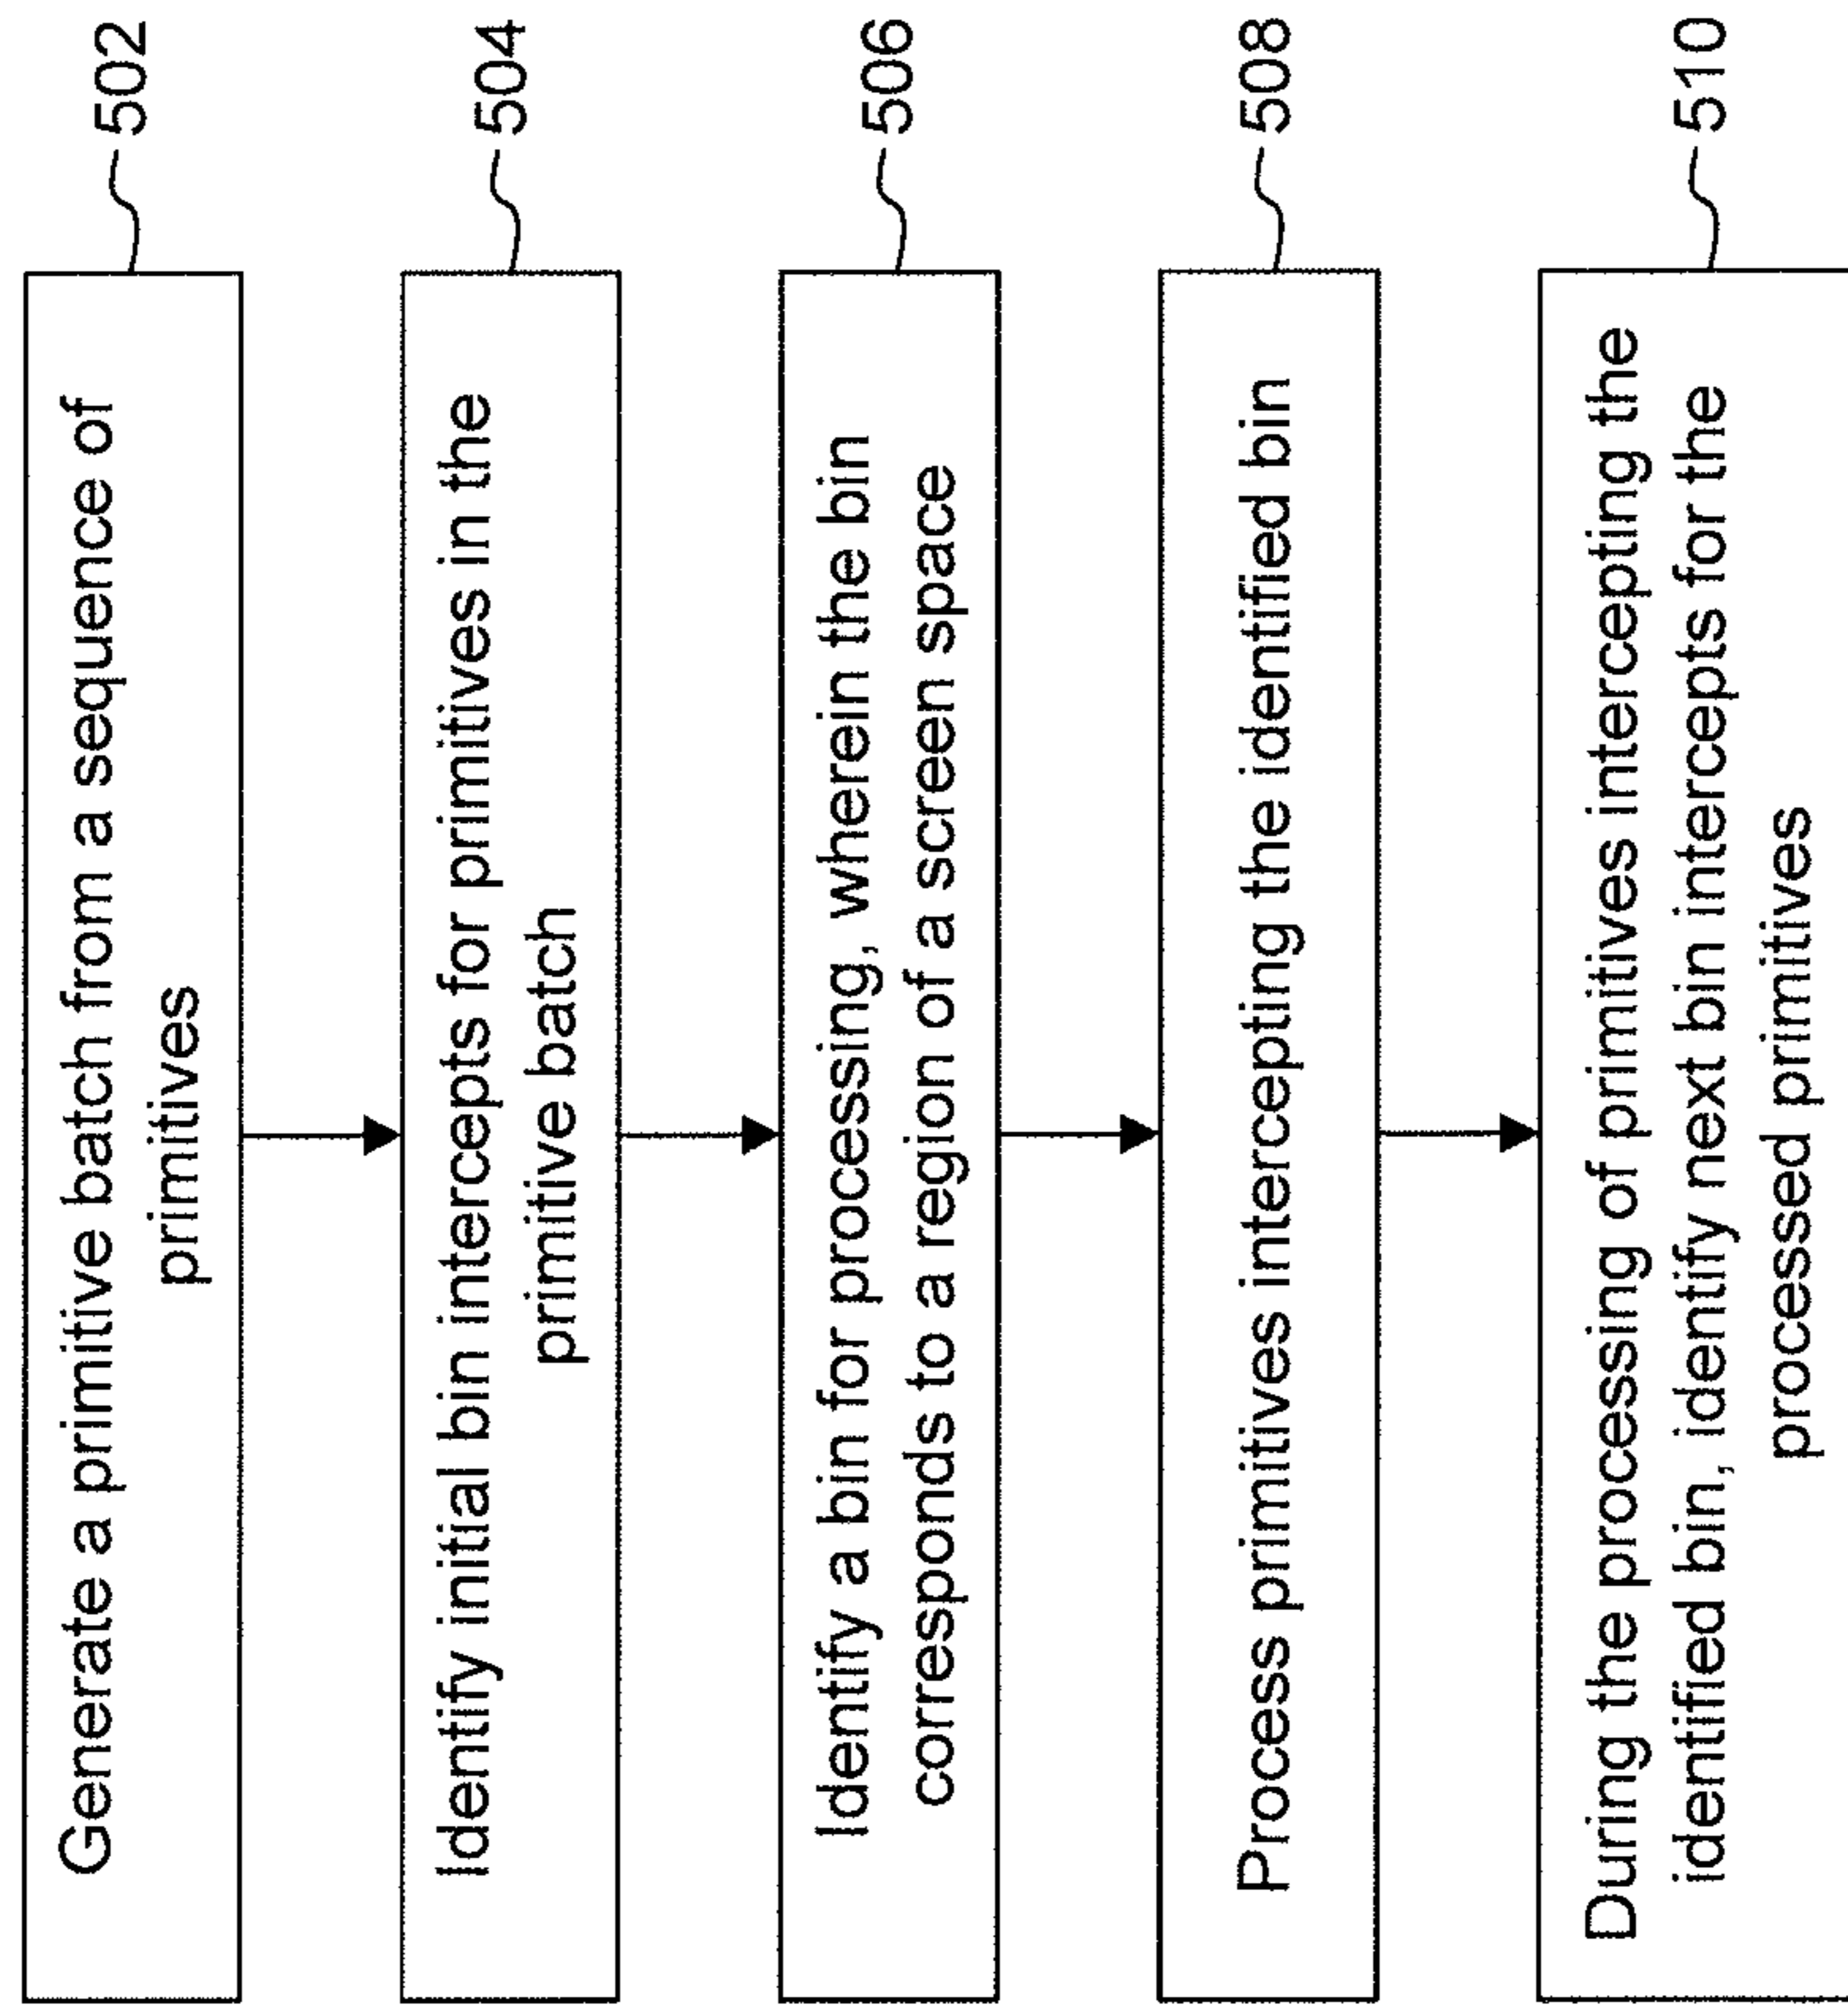 Generate a primitive batch from a sequence of
primitives
502
Identify initial bin intercepts for primitives in the
primitive batch
504
Identify a bin for processing, wherein the bin
corresponds to a region of a screen space
506
Process primitives intercepting the identified bin
508
During the processing of primitives intercepting the
identified bin, identify next bin intercepts for the
processed primitives
510